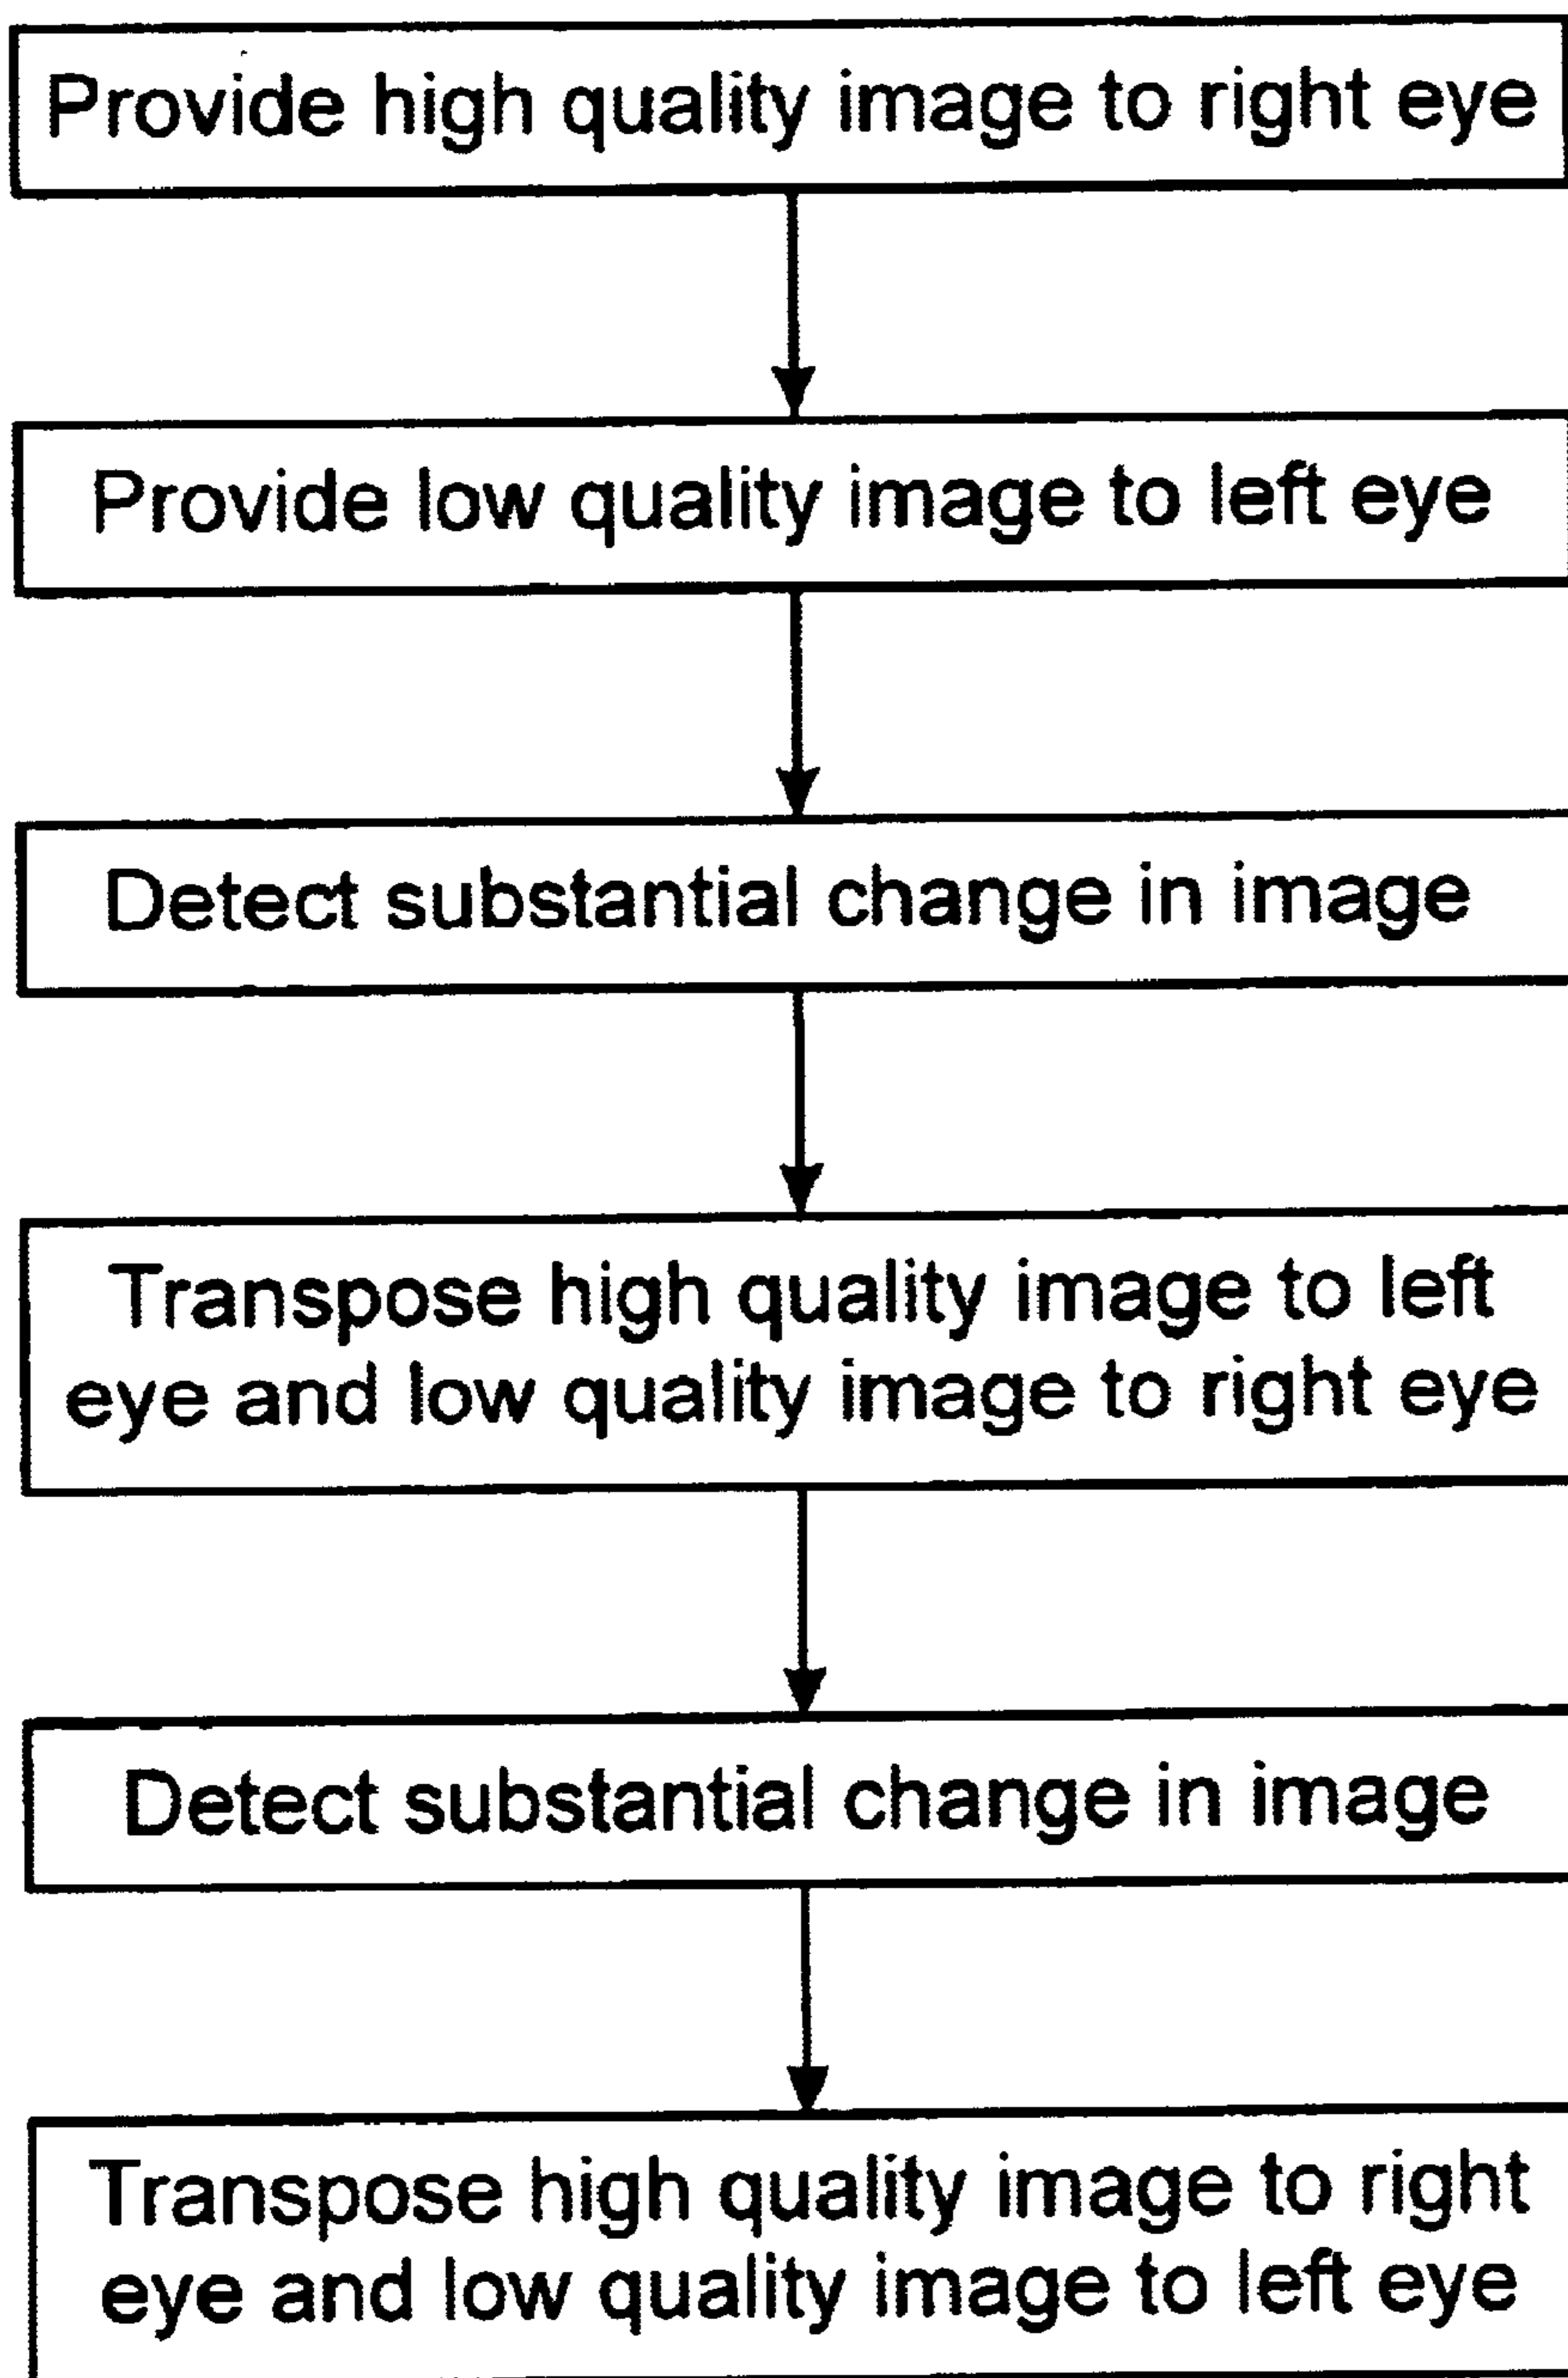 Provide high quality image to right eye
Provide low quality image to left eye
Detect substantial change in image
Transpose high quality image to left
eye and low quality image to right eye
Detect substantial change in image
Transpose high quality image to right
eye and low quality image to left eye